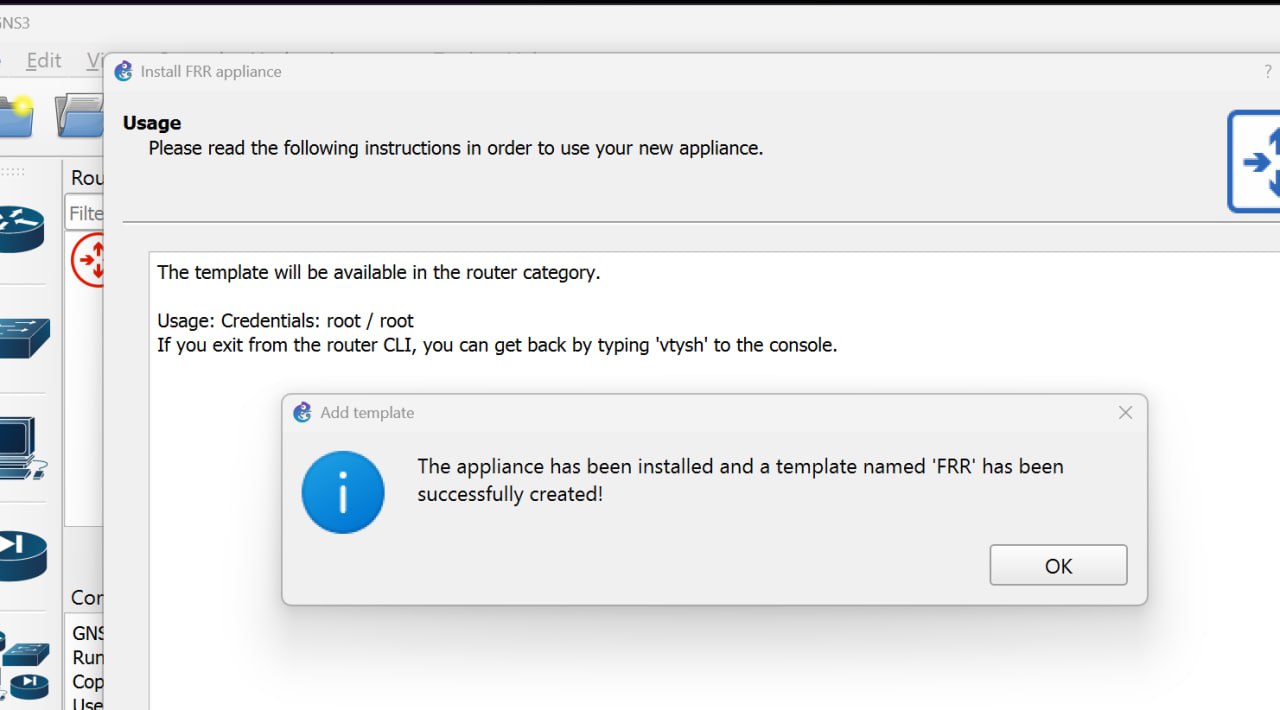 GNS3
Edit
Install FRR appliance
?
Usage
Please read the following instructions in order to use your new appliance.
Rou
Filte
The template will be available in the router category.
Usage: Credentials: root / root
If you exit from the router CLI, you can get back by typing 'vtysh' to the console.
Add template
The appliance has been installed and a template named 'FRR' has been
successfully created!
OK
Cor
GNS
Run
Cop
Use